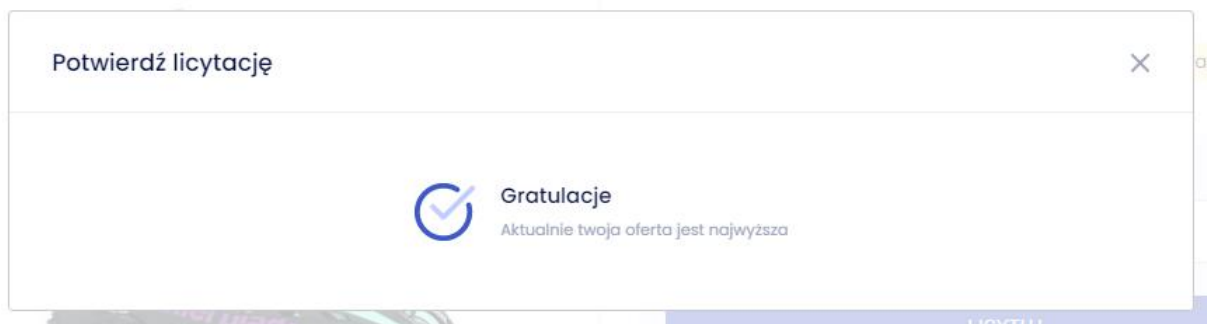 Potwierdź licytację
Gratulacje
Aktualnie twoja oferta jest najwyższa